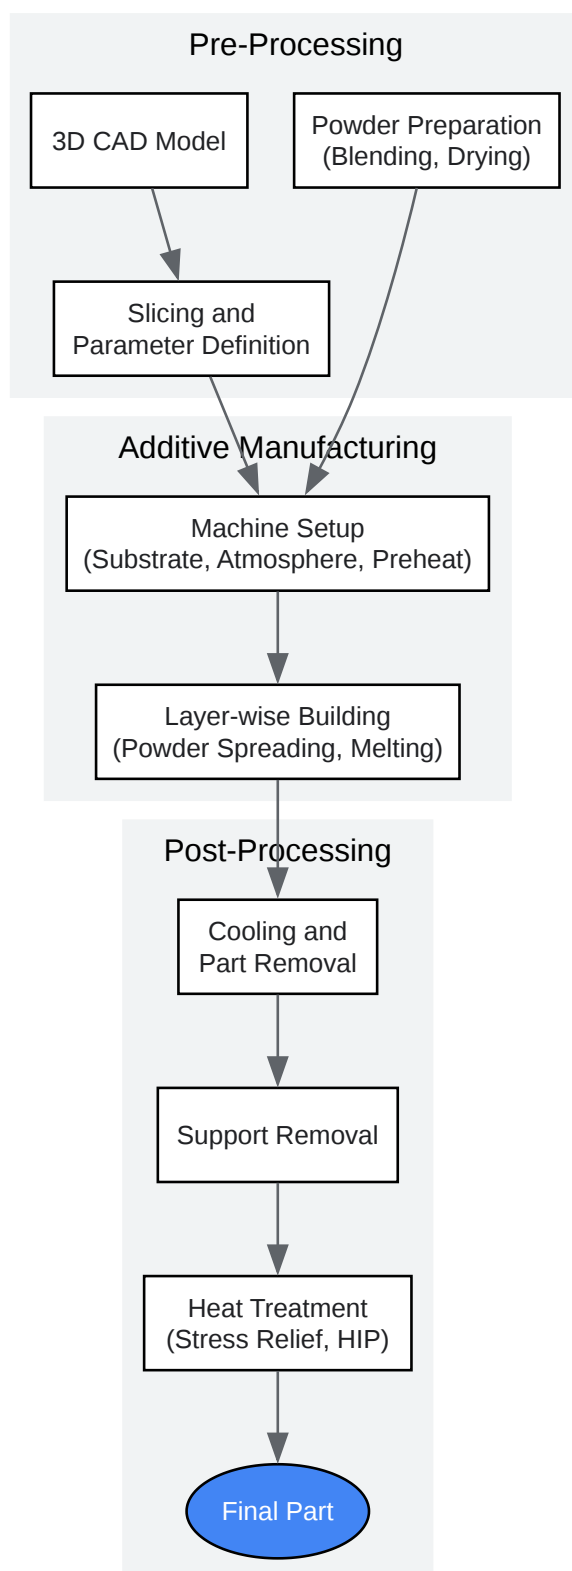 Pre-Processing
3D CAD Model
Powder Preparation
(Blending, Drying)
Slicing and
Parameter Definition
Additive Manufacturing
Machine Setup
(Substrate, Atmosphere, Preheat)
Layer-wise Building
(Powder Spreading, Melting)
Post-Processing
Cooling and
Part Removal
Support Removal
Heat Treatment
(Stress Relief, HIP)
Final Part